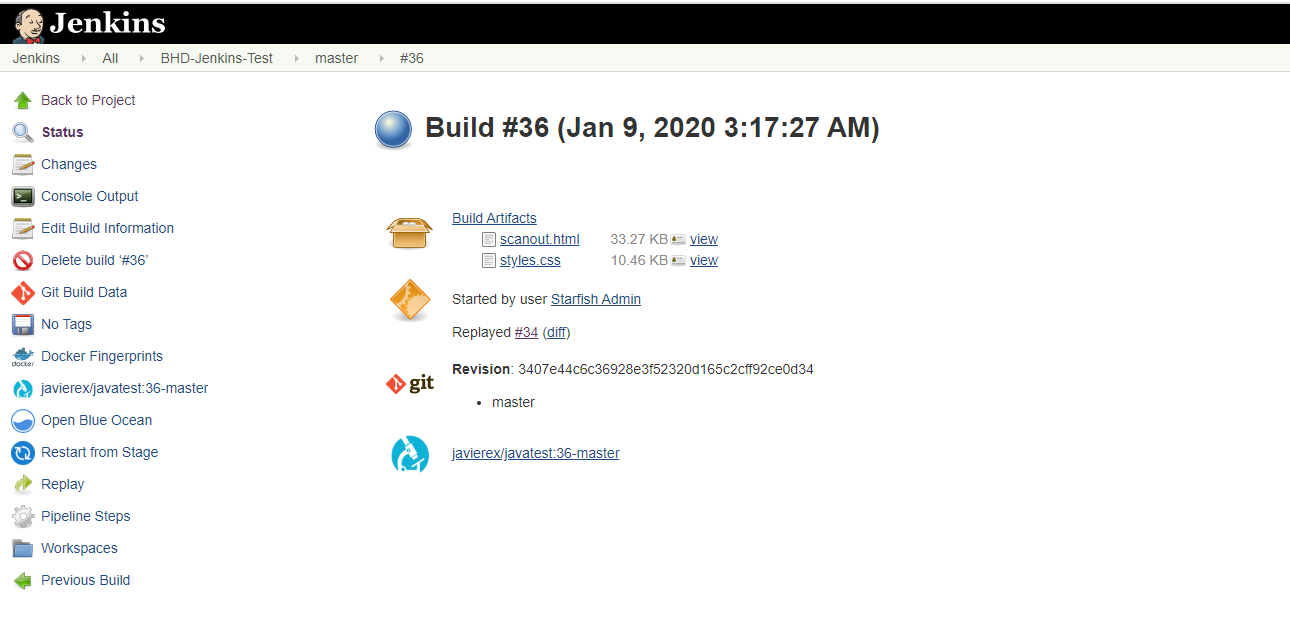 Jenkins
Jenkins All BHD-Jenkins-Test master #36
Back to Project
Status
Changes
Console Output
Edit Build Information
Delete build ‘#36’
Git Build Data
No Tags
docker Docker Fingerprints
javierex/javatest:36-master
Open Blue Ocean
Restart from Stage
Replay
Pipeline Steps
Workspaces
Previous Build
Build #36 (Jan 9, 2020 3:17:27 AM)
Build Artifacts
scanout.html 33.27 KB view
styles.css 10.46 KB view
Started by user Starfish Admin
Replayed #34 (diff)
git
Revision: 3407e44c6c36928e3f52320d165c2cff92ce0d34
• master
javierex/javatest:36-master